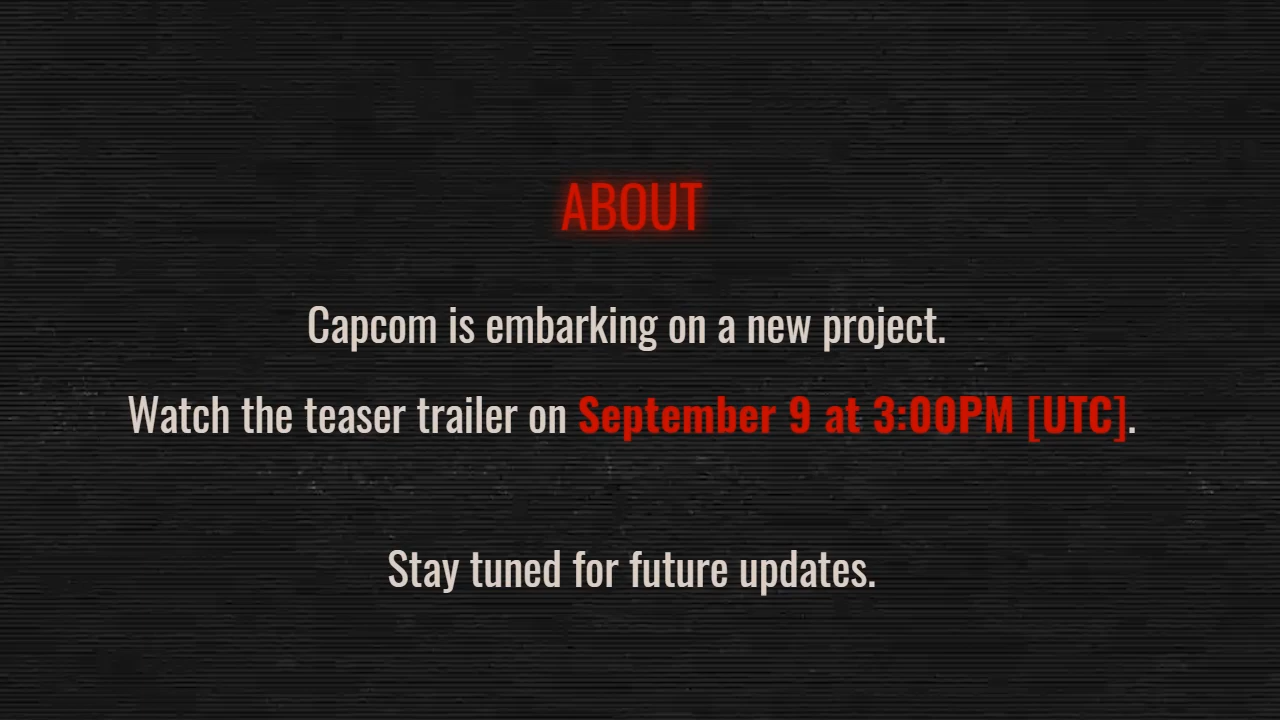 ABOUT
Capcom is embarking on a new project.
Watch the teaser trailer on September 9 at 3:00PM [UTC].
Stay tuned for future updates.